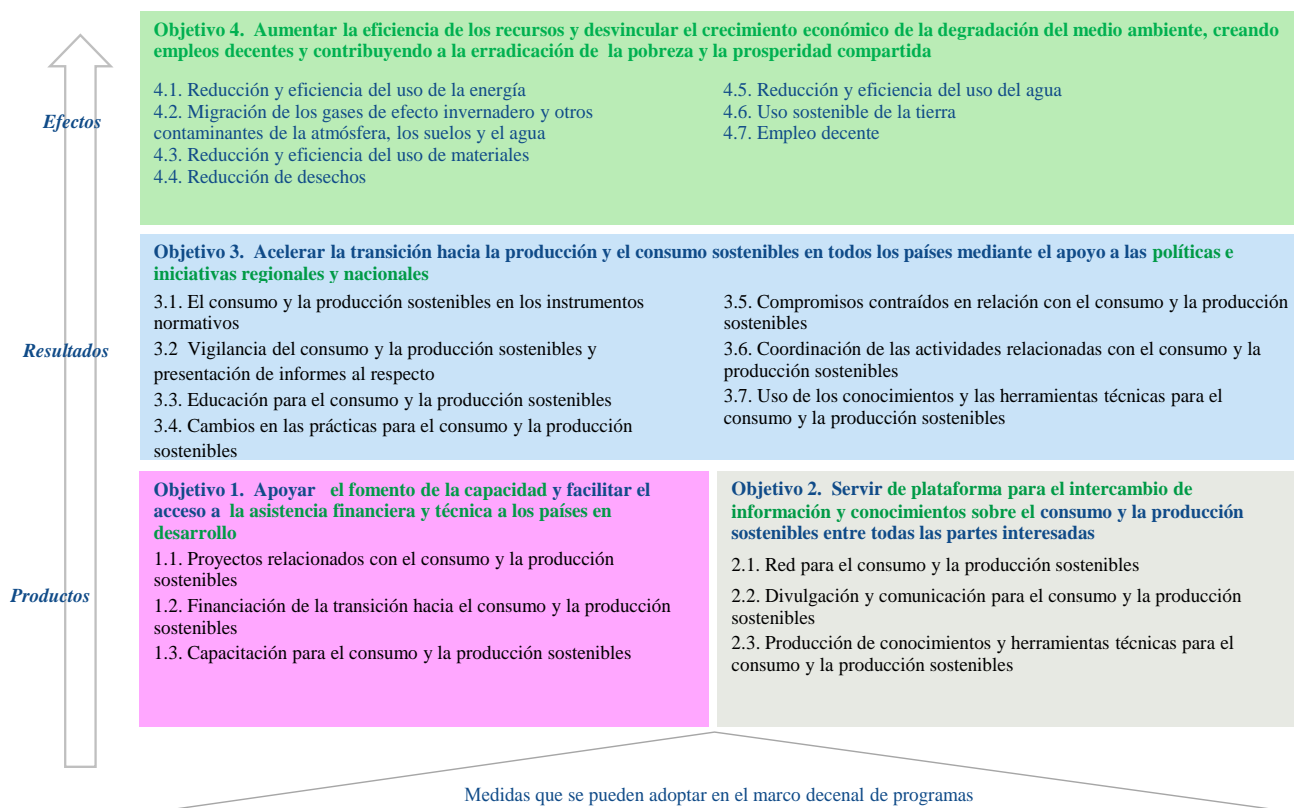 Objetivo 4. Aumentar la eficiencia de los recursos y desvincular el crecimiento económico de la degradación del medio ambiente, creando
empleos decentes y contribuyendo a la erradicación de la pobreza y la prosperidad compartida
Efectos
4.1. Reducción y eficiencia del uso de la energía
4.2. Migración de los gases de efecto invernadero y otros
contaminantes de la atmósfera, los suelos y el agua
4.3. Reducción y eficiencia del uso de materiales
4.4. Reducción de desechos
4.5. Reducción y eficiencia del uso del agua
4.6. Uso sostenible de la tierra
4.7. Empleo decente
Objetivo 3. Acelerar la transición hacia la producción y el consumo sostenibles en todos los países mediante el apoyo a las políticas e
iniciativas regionales y nacionales
Resultados
3.1. El consumo y la producción sostenibles en los instrumentos
normativos
3.2 Vigilancia del consumo y la producción sostenibles y
presentación de informes al respecto
3.3. Educación para el consumo y la producción sostenibles
3.4. Cambios en las prácticas para el consumo y la producción
sostenibles
3.5. Compromisos contraídos en relación con el consumo y la producción
sostenibles
3.6. Coordinación de las actividades relacionadas con el consumo y la
producción sostenibles
3.7. Uso de los conocimientos y las herramientas técnicas para el
consumo y la producción sostenibles
Productos
Objetivo 1. Apoyar el fomento de la capacidad y facilitar el
acceso a la asistencia financiera y técnica a los países en
desarrollo
1.1. Proyectos relacionados con el consumo y la producción
sostenibles
1.2. Financiación de la transición hacia el consumo y la producción
sostenibles
1.3. Capacitación para el consumo y la producción sostenibles
Objetivo 2. Servir de plataforma para el intercambio de
información y conocimientos sobre el consumo y la producción
sostenibles entre todas las partes interesadas
2.1. Red para el consumo y la producción sostenibles
2.2. Divulgación y comunicación para el consumo y la producción
sostenibles
2.3. Producción de conocimientos y herramientas técnicas para el
consumo y la producción sostenibles
Medidas que se pueden adoptar en el marco decenal de programas